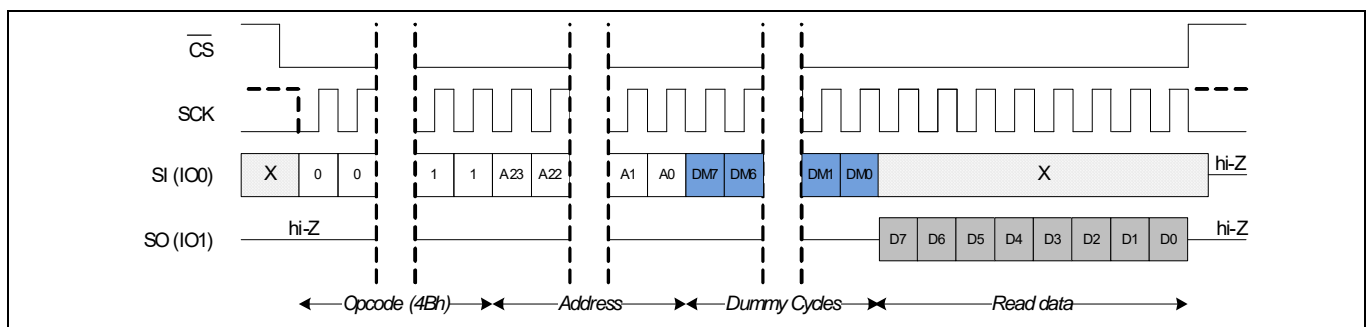 CS
SCK
SI (IO0) X 0 0 1 1 A23 A22 A1 A0 DM7 DM6 DM1 DM0 X hi-Z
SO (IO1) hi-Z D7 D6 D5 D4 D3 D2 D1 D0 hi-Z
Opcode (4Bh) Address Dummy Cycles Read data